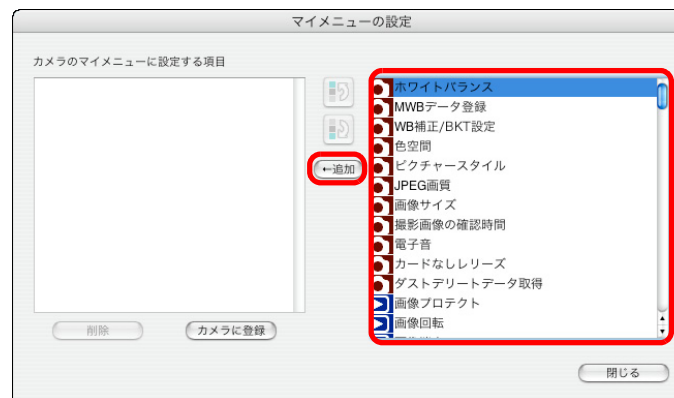 マイメニューの設定
カメラのマイメニューに設定する項目
ホワイトバランス
MWBデータ登録
WB補正/BKT設定
色空間
ピクチャースタイル
JPEG画質
画像サイズ
撮影画像の確認時間
電子音
カードなしレリーズ
ダストデリートデータ取得
画像プロテクト
画像回転
←追加
削除
カメラに登録
閉じる